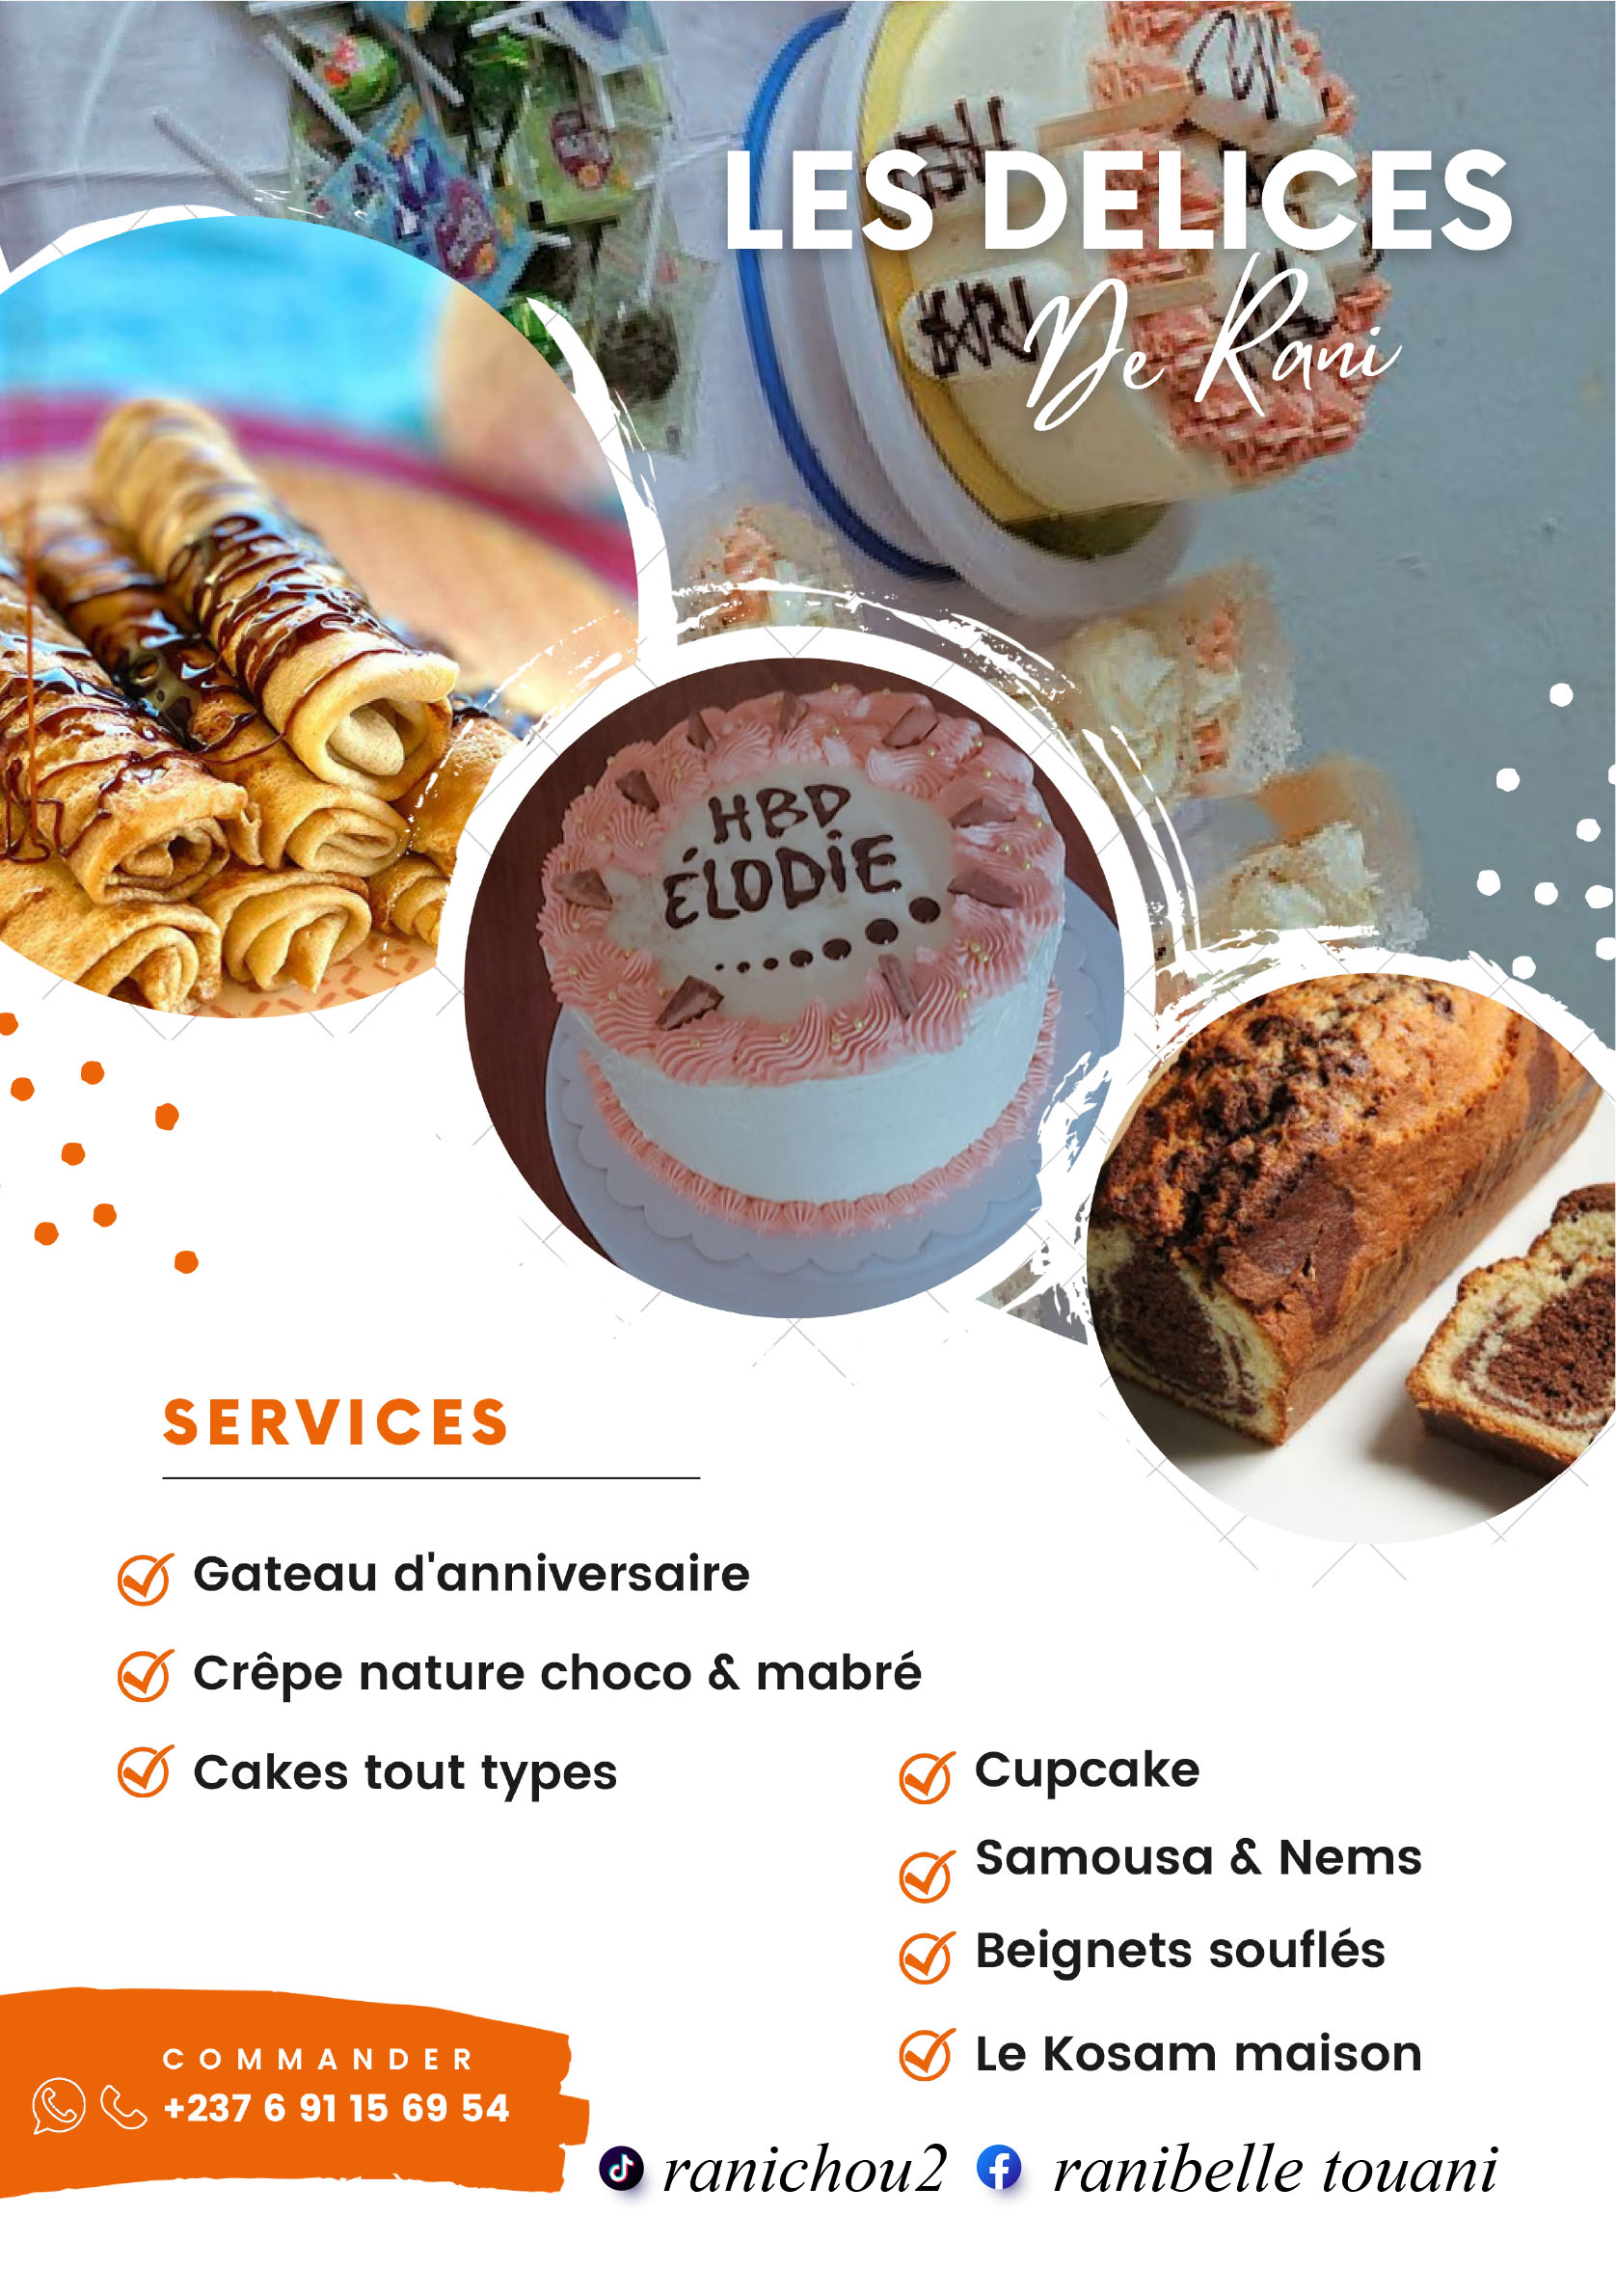 LES DELICES
De Rani
HBD
ÉLODIE
SERVICES
Gateau d'anniversaire
Crêpe nature choco & mabré
Cakes tout types
Cupcake
Samousa & Nems
Beignets souflés
Le Kosam maison
COMMANDER
+237 6 91 15 69 54
ranichou2
ranibelle touani